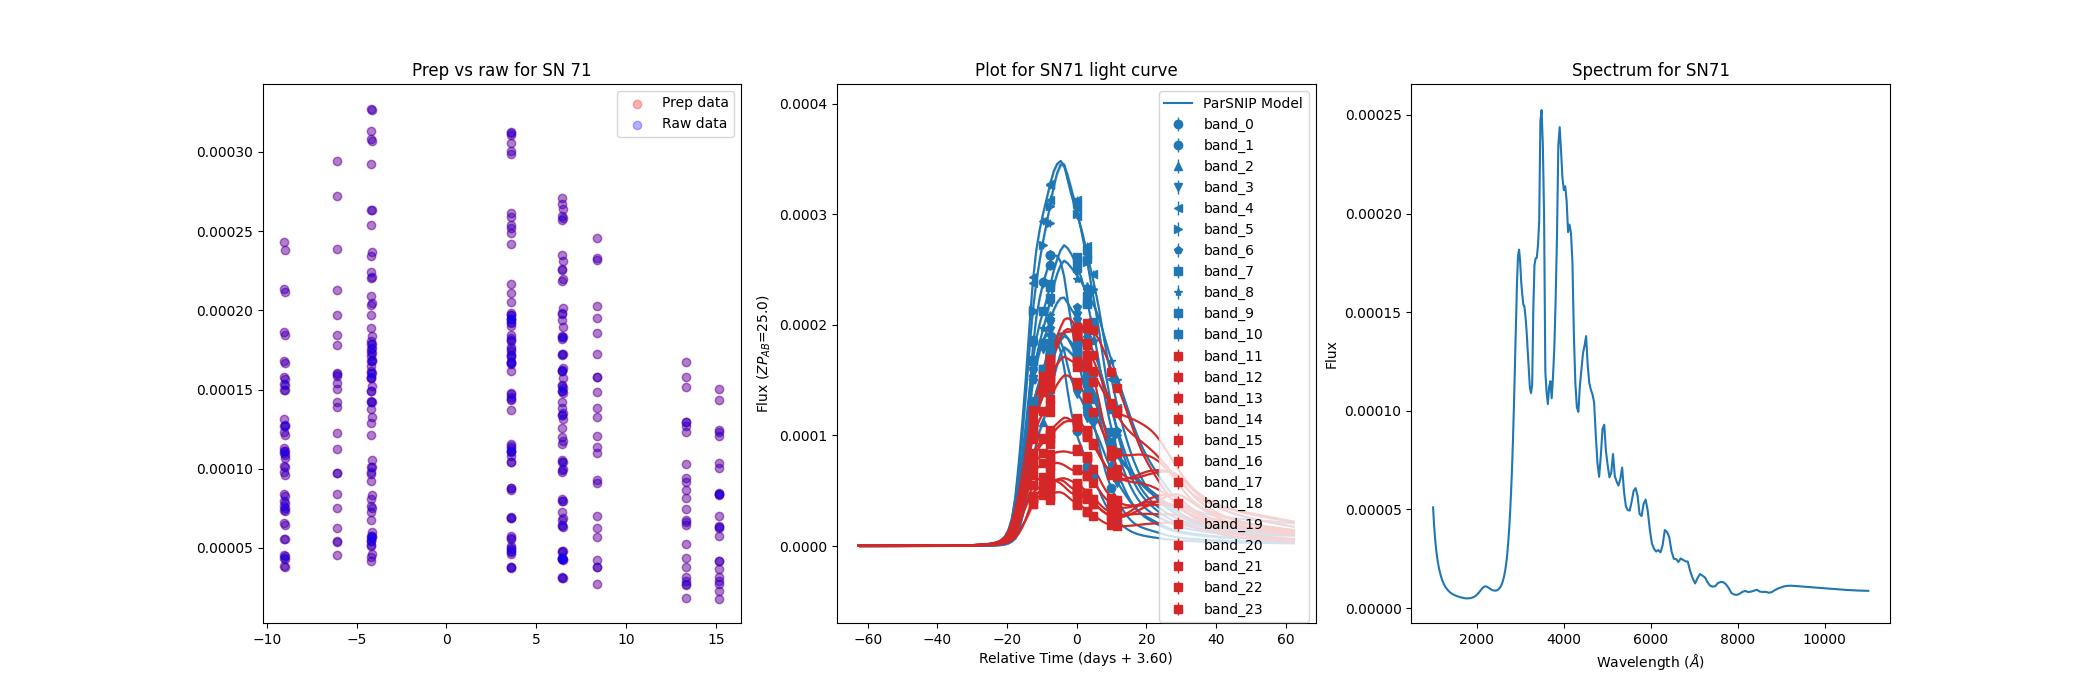 Prep vs raw for SN 71
Prep data
Raw data
0.00030
0.00025
0.00020
0.00015
0.00010
0.00005
−10 −5 0 5 10 15
Plot for SN71 light curve
Flux (ZP_AB=25.0)
0.0004
0.0003
0.0002
0.0001
0.0000
ParSNIP Model
band_0
band_1
band_2
band_3
band_4
band_5
band_6
band_7
band_8
band_9
band_10
band_11
band_12
band_13
band_14
band_15
band_16
band_17
band_18
band_19
band_20
band_21
band_22
band_23
−60 −40 −20 0 20 40 60
Relative Time (days + 3.60)
Spectrum for SN71
Flux
0.00025
0.00020
0.00015
0.00010
0.00005
0.00000
2000 4000 6000 8000 10000
Wavelength (Å)